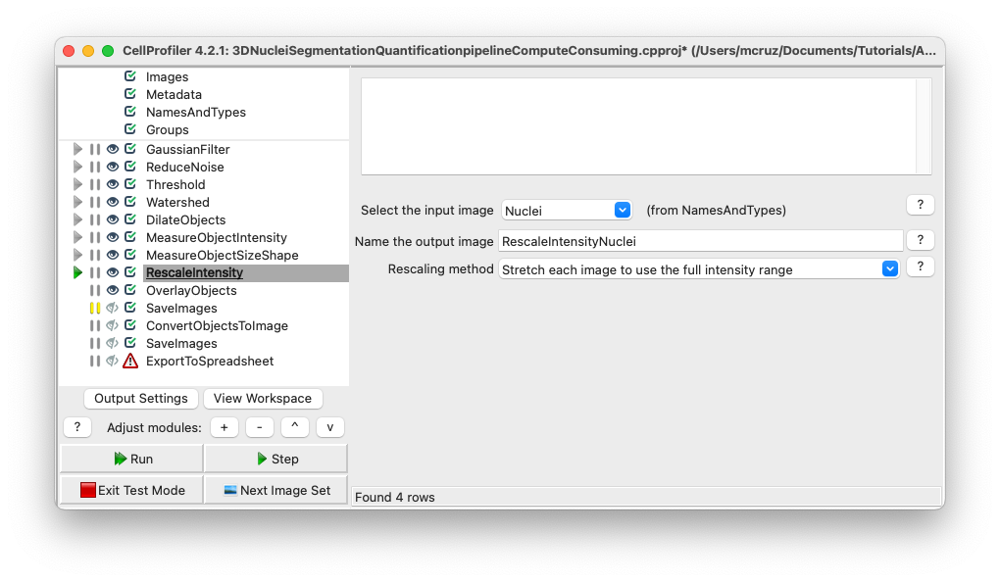 CellProfiler 4.2.1: 3DNucleiSegmentationQuantificationpipelineComputeConsuming.cpproj* (/Users/mcruz/Documents/Tutorials/A...
Images
Metadata
NamesAndTypes
Groups
GaussianFilter
ReduceNoise
Threshold
Watershed
DilateObjects
MeasureObjectIntensity
MeasureObjectSizeShape
RescaleIntensity
OverlayObjects
SaveImages
ConvertObjectsToImage
SaveImages
ExportToSpreadsheet
Output Settings View Workspace
? Adjust modules: + - ^ v
Run Step
Exit Test Mode Next Image Set
Select the input image Nuclei (from NamesAndTypes) ?
Name the output image RescaleIntensityNuclei ?
Rescaling method Stretch each image to use the full intensity range ?
Found 4 rows